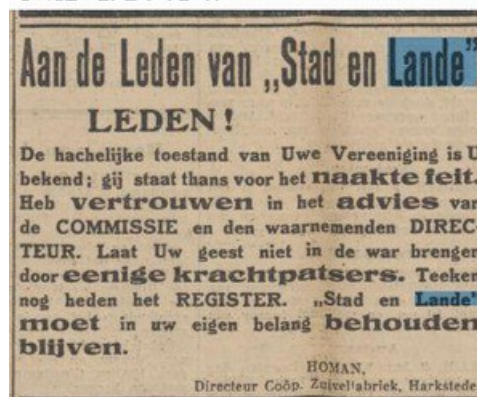 Aan de Leden van „Stad en Lande"
LEDEN!
De hachelijke toestand van Uwe Vereeniging is U
bekend; gij staat thans voor het naakte feit.
Heb vertrouwen in het advies van
de COMMISSIE en den waarnemenden DIREC-
TEUR. Laat Uw geest niet in de war brengen
door eenige krachtpatsers. Teeken
nog heden het REGISTER. „Stad en Lande"
moet in uw eigen belang behouden
blijven.
HOMAN,
Directeur Coöp. Zuivelfabriek, Harkstede